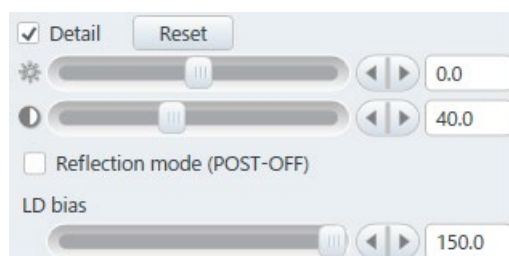 Detail Reset
0.0
40.0
Reflection mode (POST-OFF)
LD bias
150.0